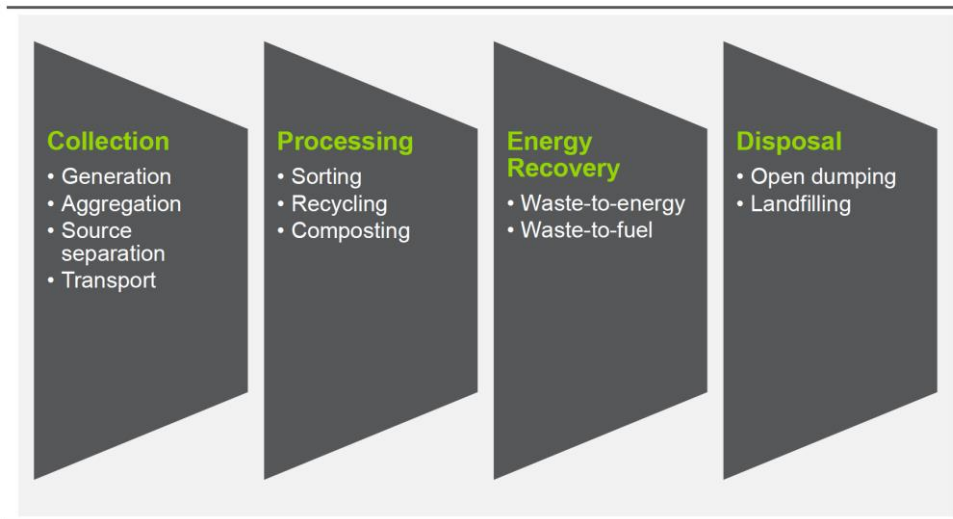 Collection
• Generation
• Aggregation
• Source
separation
• Transport
Processing
• Sorting
• Recycling
• Composting
Energy
Recovery
• Waste-to-energy
• Waste-to-fuel
Disposal
• Open dumping
• Landfilling